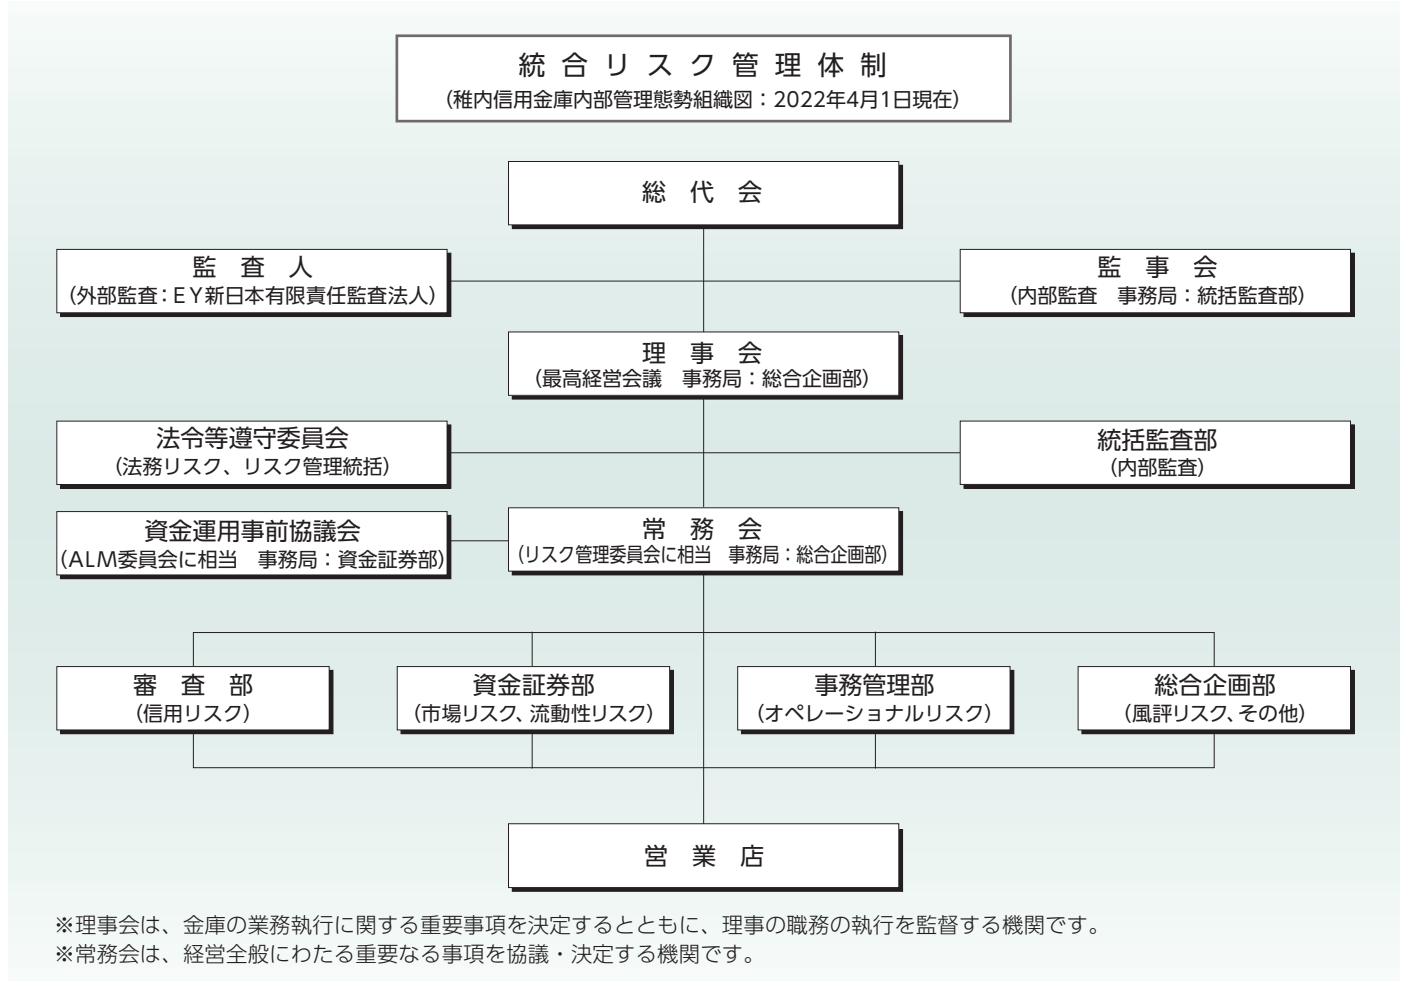 統合リスク管理体制
(稚内信用金庫内部管理態勢組織図：2022年4月1日現在)
総代会
監査人
(外部監査：EY新日本有限責任監査法人)
監事会
(内部監査　事務局：統括監査部)
理事会
(最高経営会議　事務局：総合企画部)
法令等遵守委員会
(法務リスク、リスク管理統括)
統括監査部
(内部監査)
資金運用事前協議会
(ALM委員会に相当　事務局：資金証券部)
常務会
(リスク管理委員会に相当　事務局：総合企画部)
審査部
(信用リスク)
資金証券部
(市場リスク、流動性リスク)
事務管理部
(オペレーショナルリスク)
総合企画部
(風評リスク、その他)
営業店
※理事会は、金庫の業務執行に関する重要事項を決定するとともに、理事の職務の執行を監督する機関です。
※常務会は、経営全般にわたる重要なる事項を協議・決定する機関です。